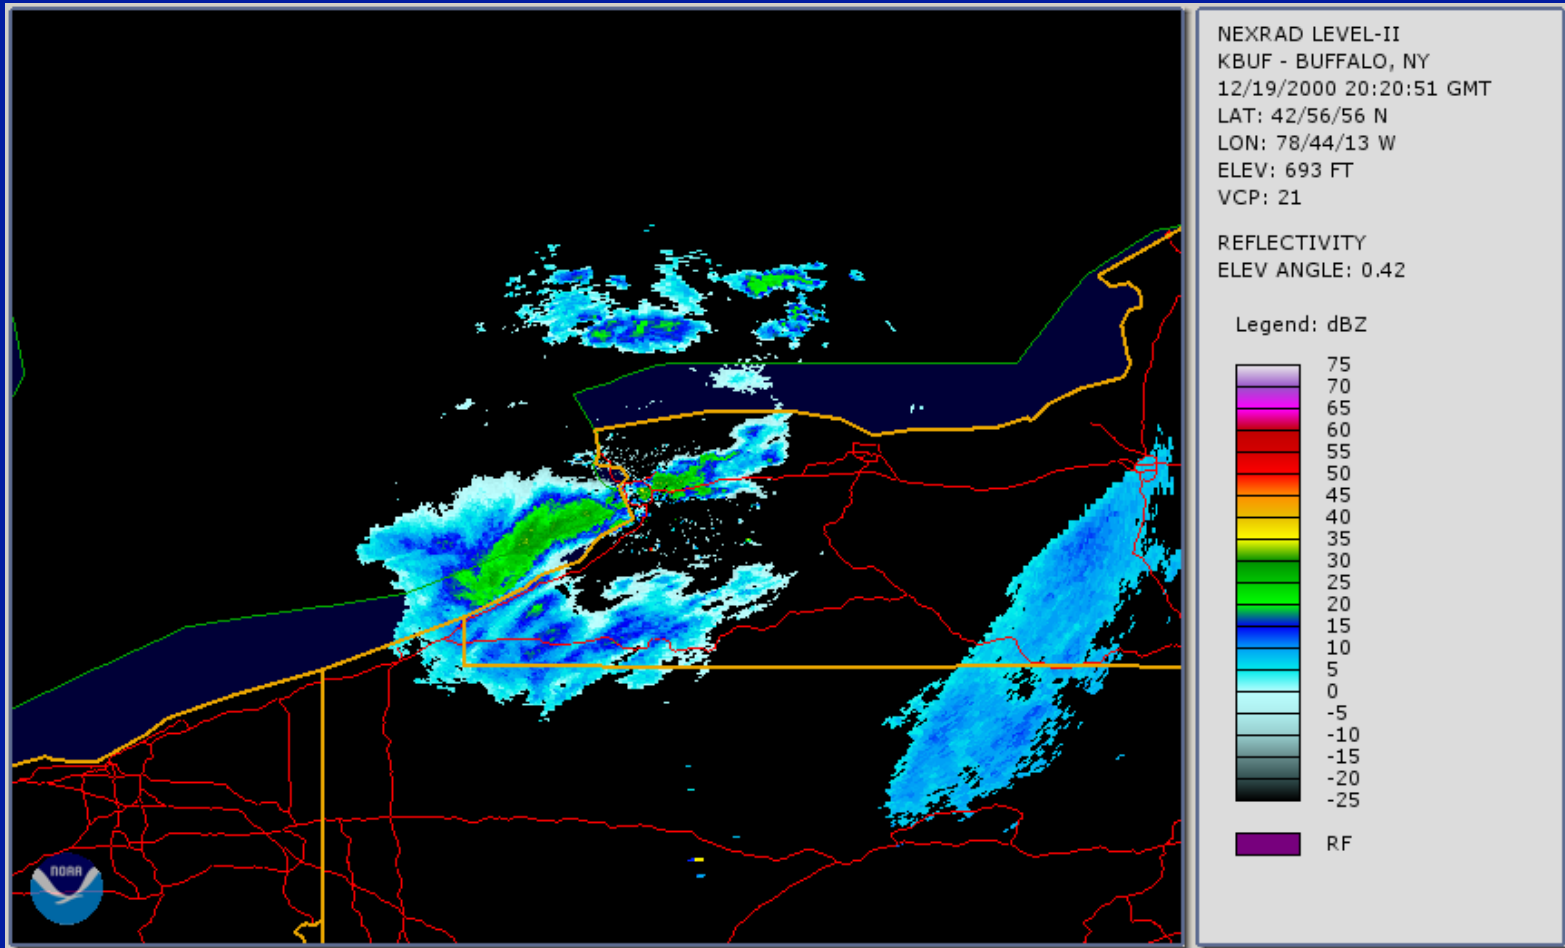 NEXRAD LEVEL-II
KBUF - BUFFALO, NY
12/19/2000 20:20:51 GMT
LAT: 42/56/56 N
LON: 78/44/13 W
ELEV: 693 FT
VCP: 21
REFLECTIVITY
ELEV ANGLE: 0.42
Legend: dBZ
75
70
65
60
55
50
45
40
35
30
25
20
15
10
5
0
-5
-10
-15
-20
-25
RF
NOAA